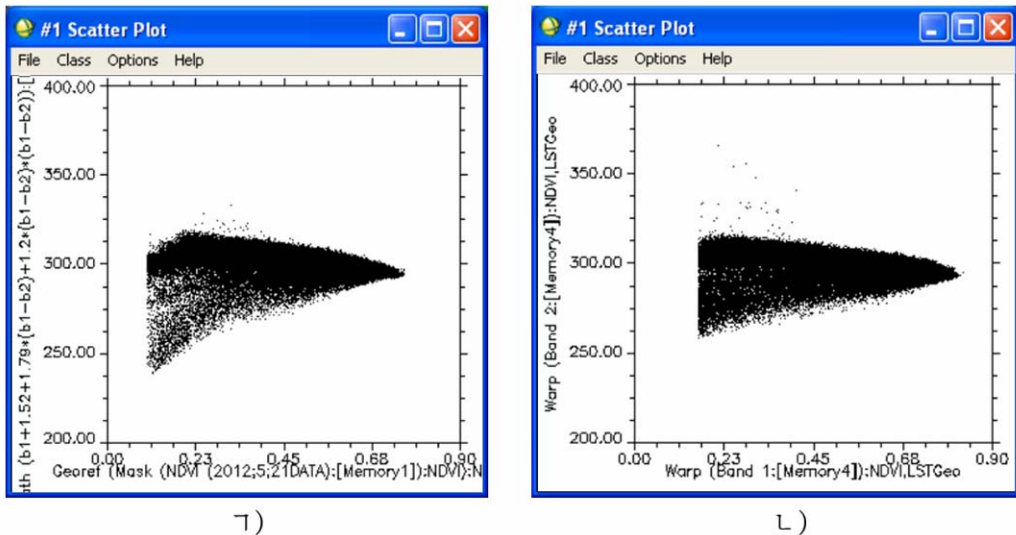 #1 Scatter Plot
File Class Options Help
400.00
350.00
300.00
250.00
200.00
0.00 0.23 0.45 0.68 0.90
(b1+1.52+1.79*(b1-b2)+1.2*(b1-b2)*(b1-b2)):[
Georef (Mask (NDVI (2012;5;21DATA):[Memory1]):NDVI):N
ㄱ)
#1 Scatter Plot
File Class Options Help
400.00
350.00
300.00
250.00
200.00
0.00 0.23 0.45 0.68 0.90
Warp (Band 2:[Memory4]):NDVI,LSTGeo
Warp (Band 1:[Memory4]):NDVI,LSTGeo
ㄴ)